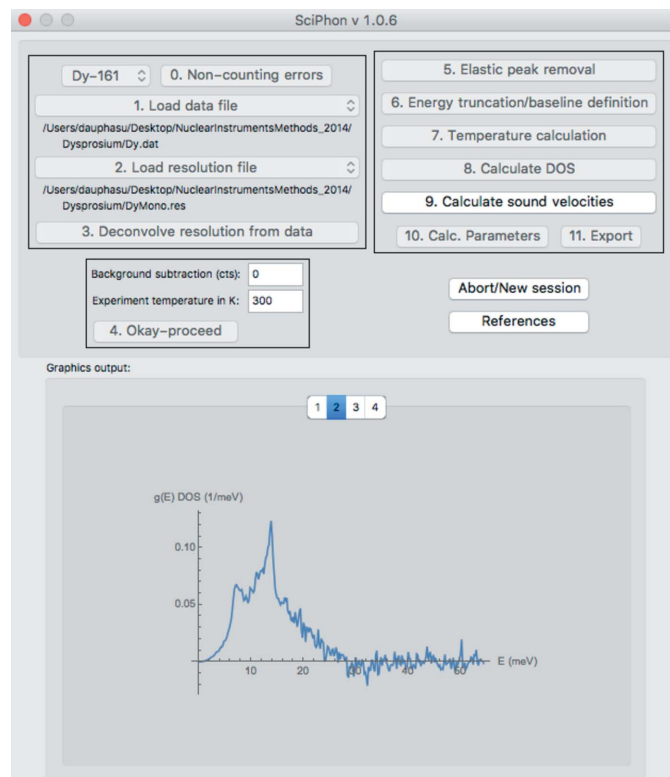 SciPhon v 1.0.6
Dy-161
0. Non-counting errors
1. Load data file
/Users/dauphasu/Desktop/NuclearInstrumentsMethods_2014/
Dysprosium/Dy.dat
2. Load resolution file
/Users/dauphasu/Desktop/NuclearInstrumentsMethods_2014/
Dysprosium/DyMono.res
3. Deconvolve resolution from data
Background subtraction (cts): 0
Experiment temperature in K: 300
4. Okay-proceed
5. Elastic peak removal
6. Energy truncation/baseline definition
7. Temperature calculation
8. Calculate DOS
9. Calculate sound velocities
10. Calc. Parameters
11. Export
Abort/New session
References
Graphics output:
1 2 3 4
g(E) DOS (1/meV)
0.10
0.05
10 20 30 40 50 E (meV)